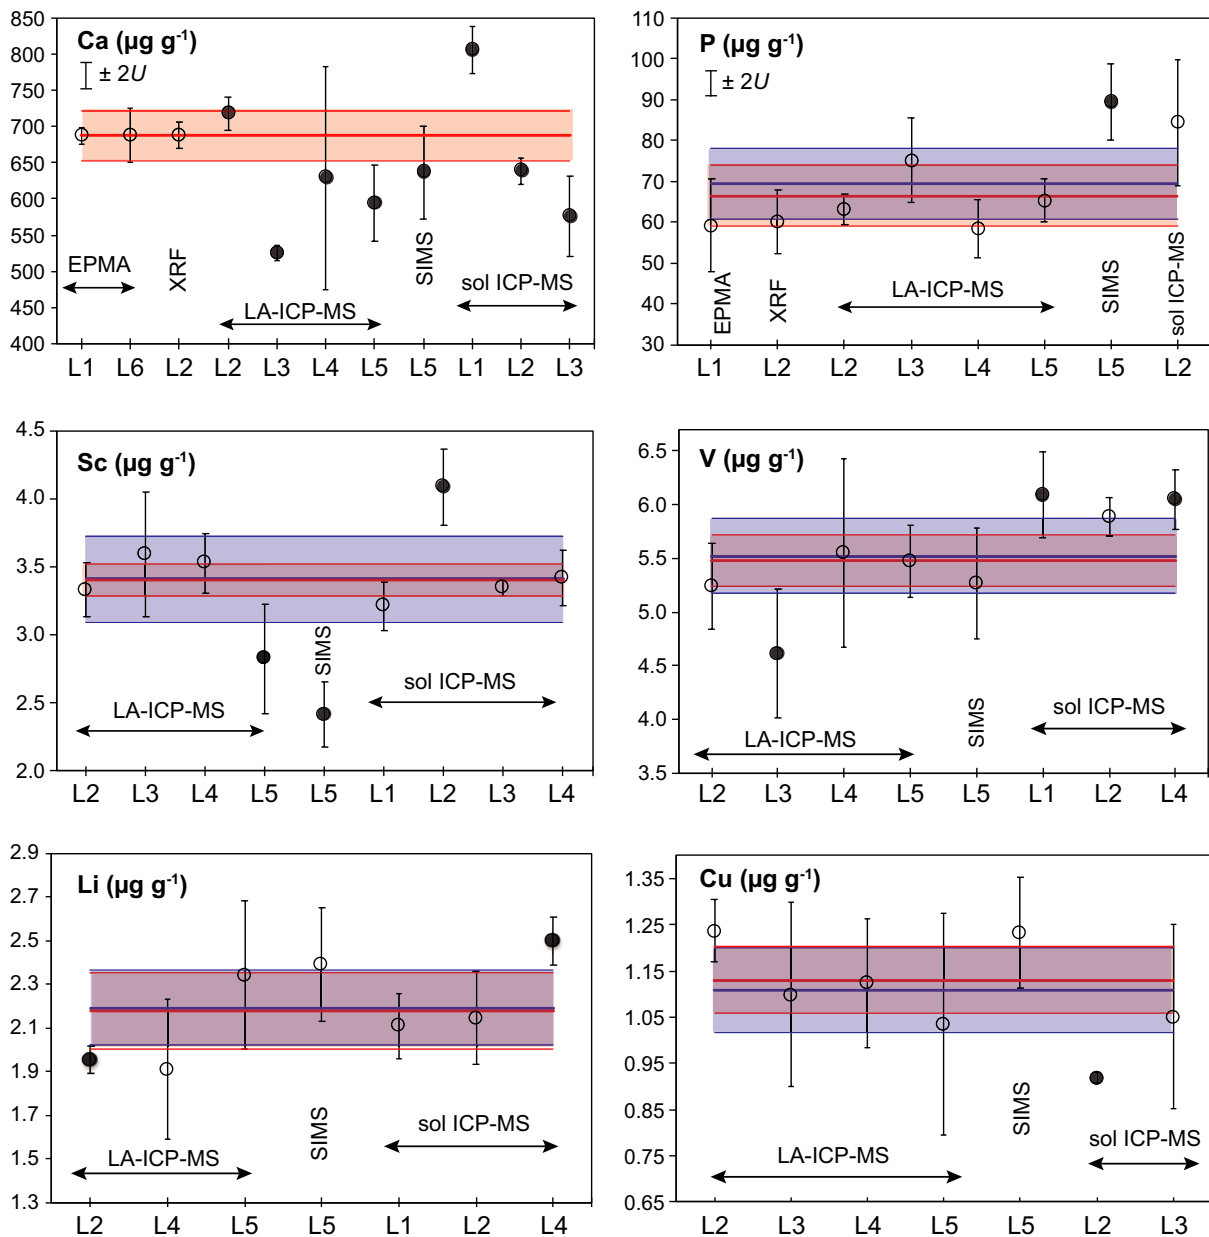 Ca (µg g-1)
± 2U
850
800
750
700
650
600
550
500
450
400
EPMA
XRF
LA-ICP-MS
SIMS
sol ICP-MS
L1 L6 L2 L2 L3 L4 L5 L5 L1 L2 L3
P (µg g-1)
± 2U
110
100
90
80
70
60
50
40
30
EPMA
XRF
LA-ICP-MS
SIMS
sol ICP-MS
L1 L2 L2 L3 L4 L5 L5 L2
Sc (µg g-1)
4.5
4.0
3.5
3.0
2.5
2.0
LA-ICP-MS
SIMS
sol ICP-MS
L2 L3 L4 L5 L5 L1 L2 L3 L4
V (µg g-1)
6.5
6.0
5.5
5.0
4.5
4.0
3.5
LA-ICP-MS
SIMS
sol ICP-MS
L2 L3 L4 L5 L5 L1 L2 L4
Li (µg g-1)
2.9
2.7
2.5
2.3
2.1
1.9
1.7
1.5
1.3
LA-ICP-MS
SIMS
sol ICP-MS
L2 L4 L5 L5 L1 L2 L4
Cu (µg g-1)
1.35
1.25
1.15
1.05
0.95
0.85
0.75
0.65
LA-ICP-MS
SIMS
sol ICP-MS
L2 L3 L4 L5 L5 L2 L3